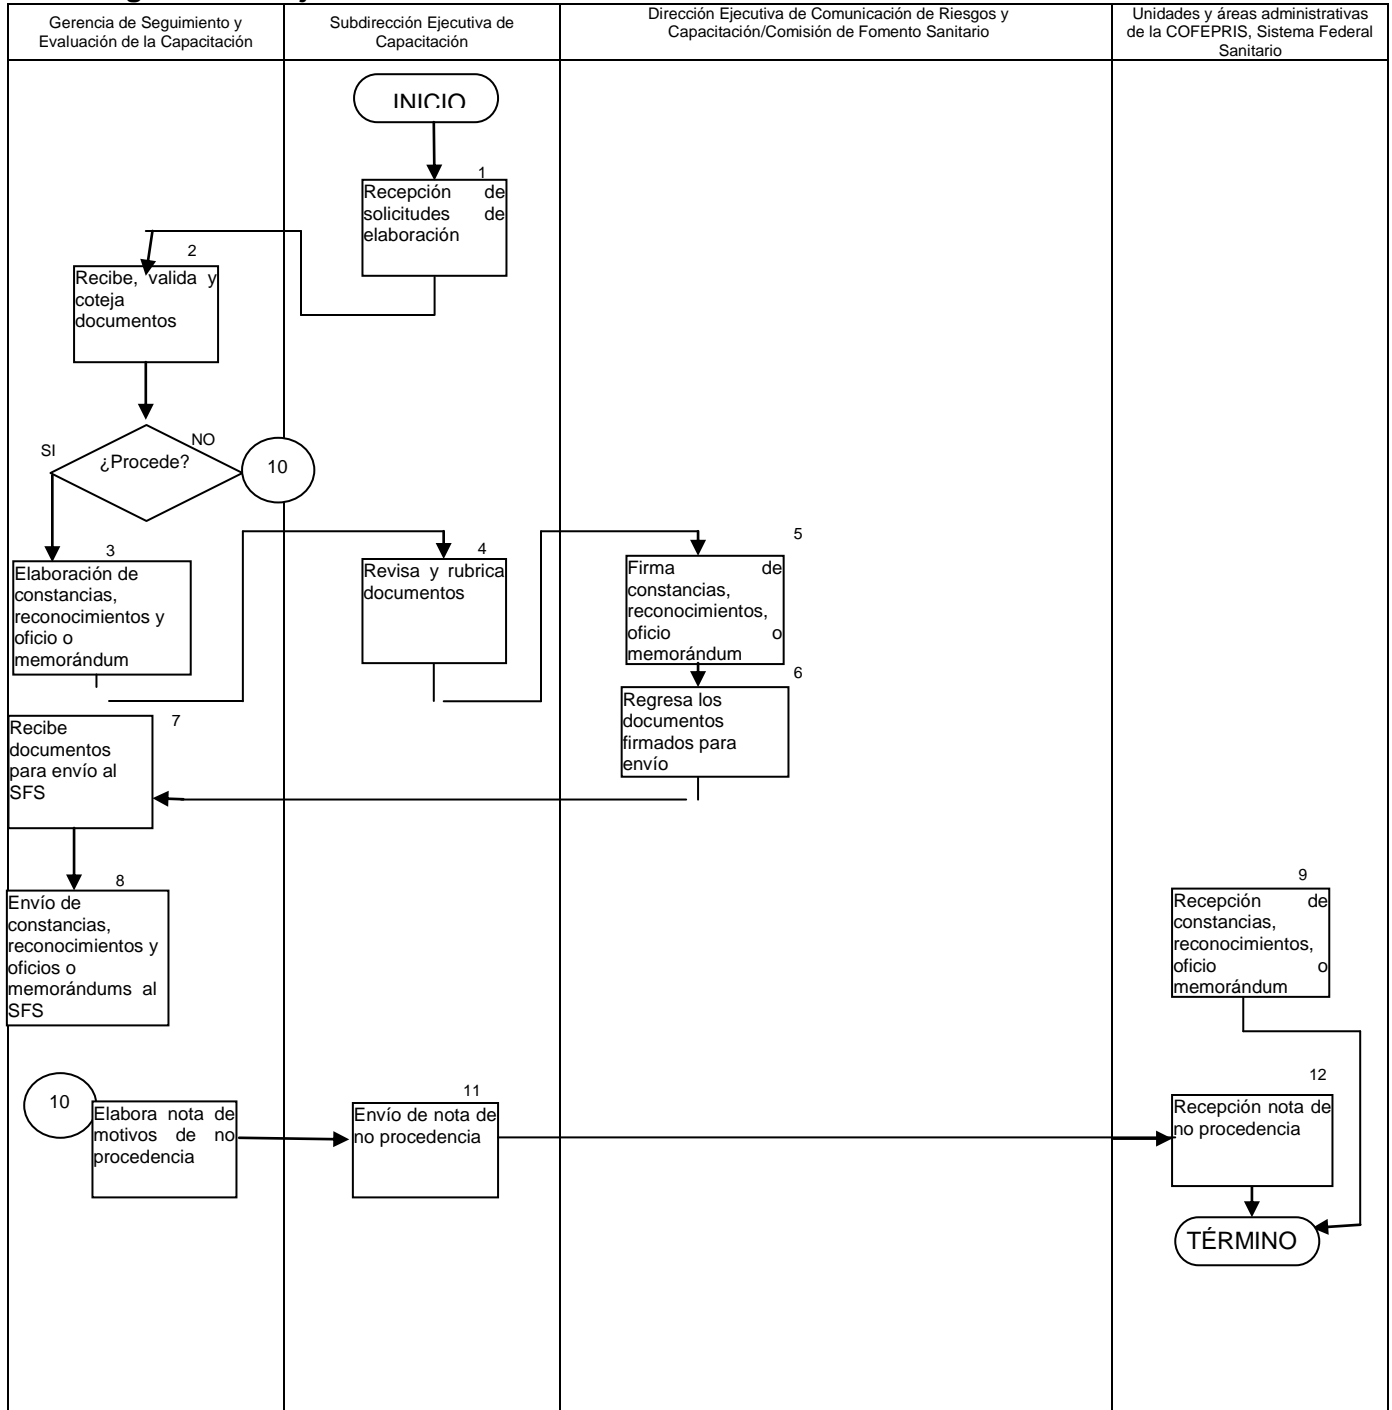 Gerencia de Seguimiento y
Evaluación de la Capacitación
Subdirección Ejecutiva de
Capacitación
Dirección Ejecutiva de Comunicación de Riesgos y
Capacitación/Comisión de Fomento Sanitario
Unidades y áreas administrativas
de la COFEPRIS, Sistema Federal
Sanitario
INICIO
1
Recepción de
solicitudes de
elaboración
2
Recibe, valida y
coteja
documentos
SI
¿Procede?
NO
10
3
Elaboración de
constancias,
reconocimientos y
oficio o
memorándum
4
Revisa y rubrica
documentos
5
Firma de
constancias,
reconocimientos,
oficio o
memorándum
6
Regresa los
documentos
firmados para
envío
7
Recibe
documentos
para envío al
SFS
8
Envío de
constancias,
reconocimientos y
oficios o
memorándums al
SFS
9
Recepción de
constancias,
reconocimientos,
oficio o
memorándum
10
Elabora nota de
motivos de no
procedencia
11
Envío de nota de
no procedencia
12
Recepción nota de
no procedencia
TÉRMINO